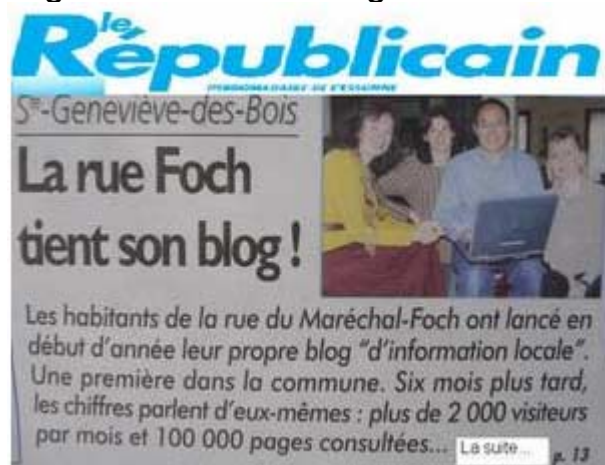 le
Républicain
HEBDOMADAIRE DE L'ESSONNE
Ste-Geneviève-des-Bois
La rue Foch
tient son blog !
Les habitants de la rue du Maréchal-Foch ont lancé en
début d'année leur propre blog "d'information locale".
Une première dans la commune. Six mois plus tard,
les chiffres parlent d'eux-mêmes : plus de 2 000 visiteurs
par mois et 100 000 pages consultées... La suite... p. 13